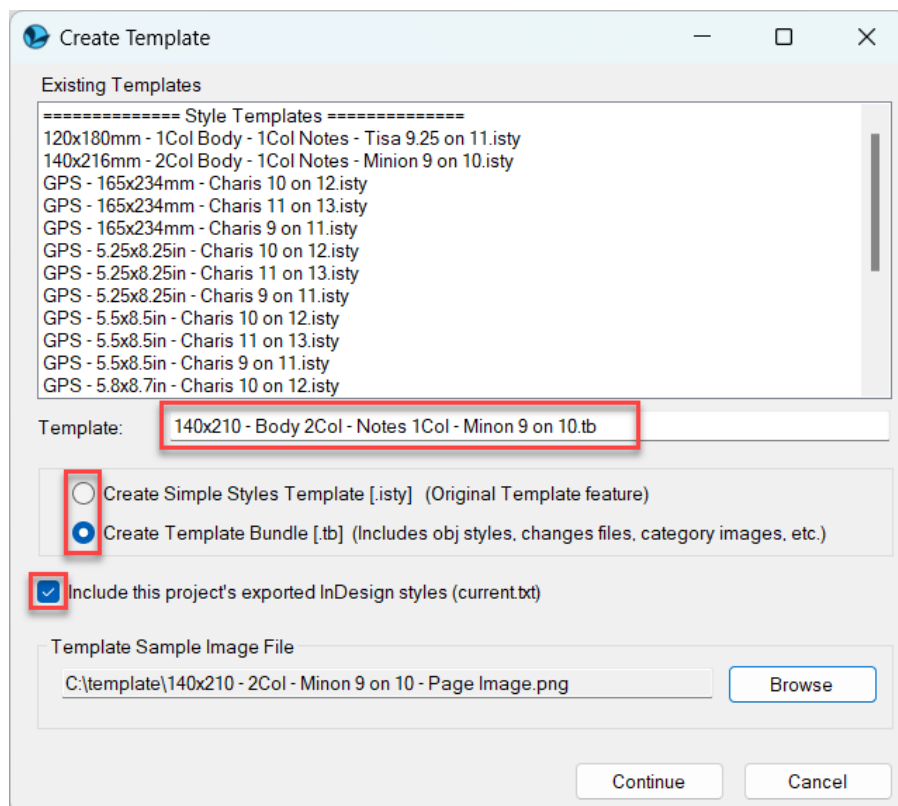 Create Template
Existing Templates
============== Style Templates ==============
120x180mm - 1Col Body - 1Col Notes - Tisa 9.25 on 11.isty
140x216mm - 2Col Body - 1Col Notes - Minion 9 on 10.isty
GPS - 165x234mm - Charis 10 on 12.isty
GPS - 165x234mm - Charis 11 on 13.isty
GPS - 165x234mm - Charis 9 on 11.isty
GPS - 5.25x8.25in - Charis 10 on 12.isty
GPS - 5.25x8.25in - Charis 11 on 13.isty
GPS - 5.25x8.25in - Charis 9 on 11.isty
GPS - 5.5x8.5in - Charis 10 on 12.isty
GPS - 5.5x8.5in - Charis 11 on 13.isty
GPS - 5.5x8.5in - Charis 9 on 11.isty
GPS - 5.8x8.7in - Charis 10 on 12.isty
Template: 140x210 - Body 2Col - Notes 1Col - Minon 9 on 10.tb
Create Simple Styles Template [.isty] (Original Template feature)
Create Template Bundle [.tb] (Includes obj styles, changes files, category images, etc.)
Include this project's exported InDesign styles (current.txt)
Template Sample Image File
C:\template\140x210 - 2Col - Minon 9 on 10 - Page Image.png Browse
Continue Cancel